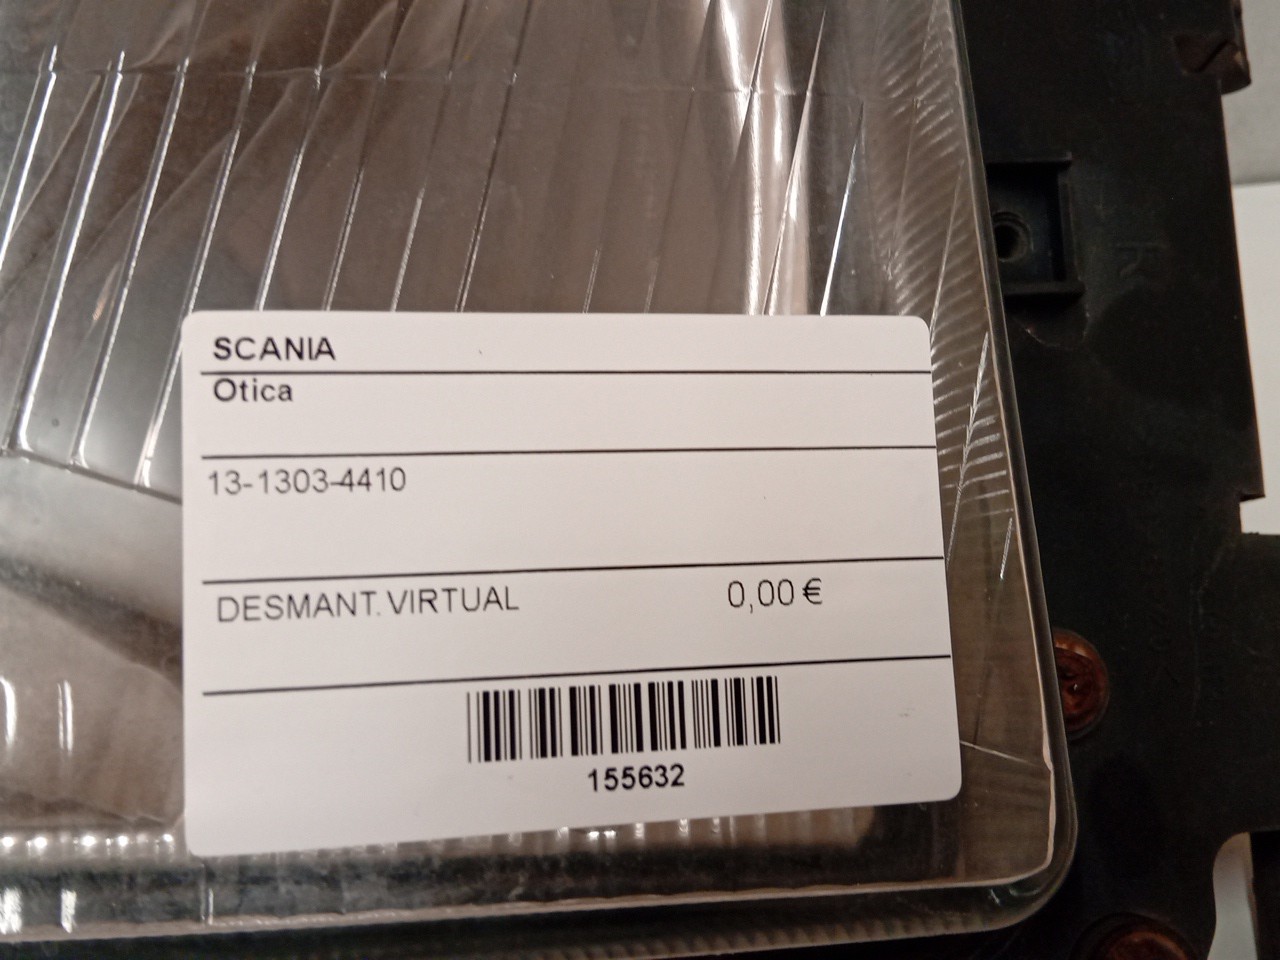 SCANIA
Otica
13-1303-4410
DESMANT. VIRTUAL 0,00 €
155632